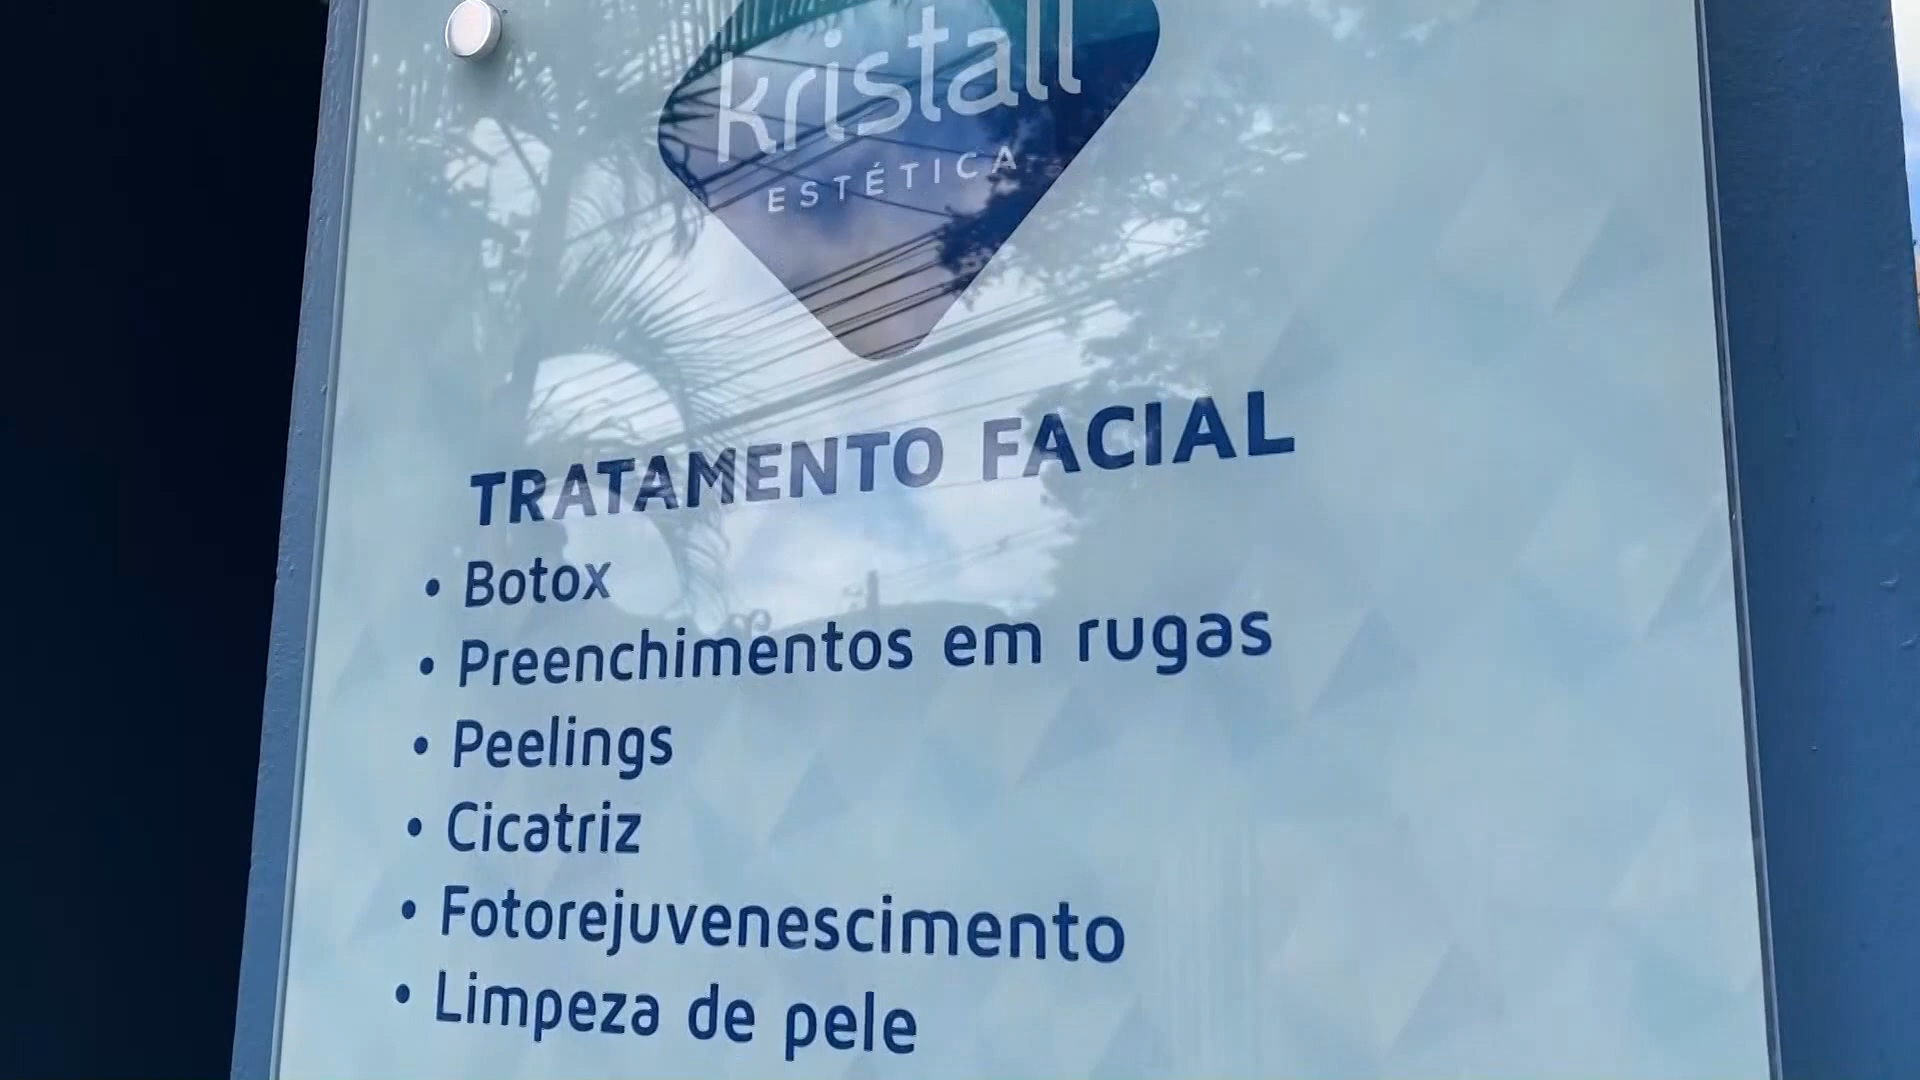 kristall
ESTÉTICA
TRATAMENTO FACIAL
• Botox
• Preenchimentos em rugas
• Peelings
• Cicatriz
• Fotorejuvenescimento
• Limpeza de pele